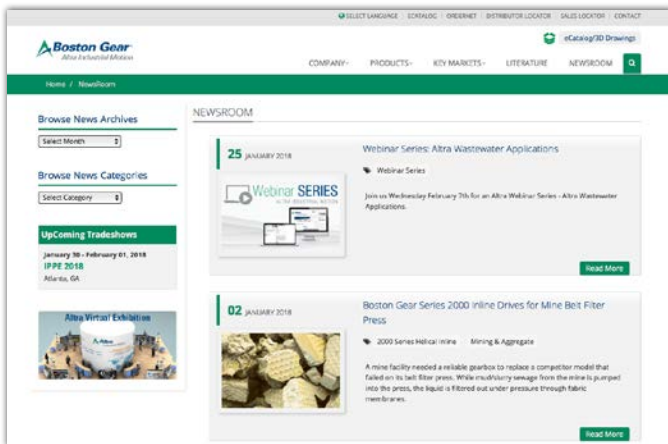 SELECT LANGUAGE | ECATALOG | ORDERNET | DISTRIBUTOR LOCATOR | SALES LOCATOR | CONTACT
Boston Gear
Altra Industrial Motion
eCatalog/3D Drawings
COMPANY PRODUCTS KEY MARKETS LITERATURE NEWSROOM
Home / NewsRoom
Browse News Archives
Select Month
Browse News Categories
Select Category
UpComing Tradeshows
January 30 - February 01, 2018
IPPE 2018
Atlanta, GA
Altra Virtual Exhibition
Altra
NEWSROOM
25 JANUARY 2018
Webinar SERIES
ALTRA INDUSTRIAL MOTION
Webinar Series: Altra Wastewater Applications
Webinar Series
Join us Wednesday February 7th for an Altra Webinar Series - Altra Wastewater
Applications.
Read More
02 JANUARY 2018
Boston Gear Series 2000 Inline Drives for Mine Belt Filter
Press
2000 Series Helical Inline Mining & Aggregate
A mine facility needed a reliable gearbox to replace a competitor model that
failed on its belt filter press. While mud/slurry sewage from the mine is pumped
into the press, the liquid is filtered out under pressure through fabric
membranes.
Read More